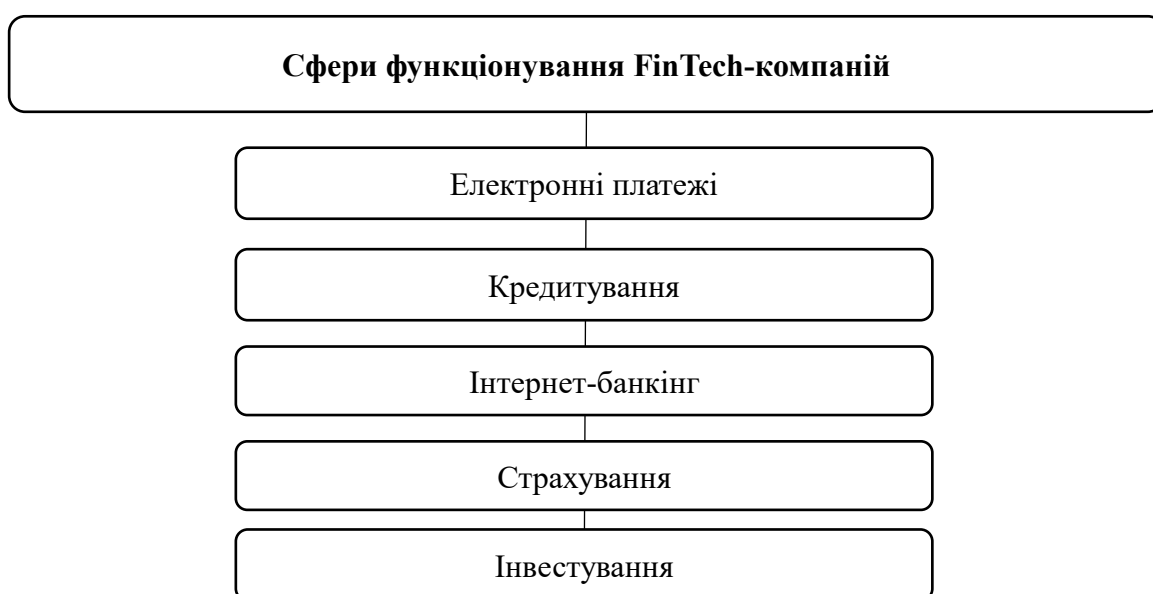 Сфери функціонування FinTech-компаній
Електронні платежі
Кредитування
Інтернет-банкінг
Страхування
Інвестування